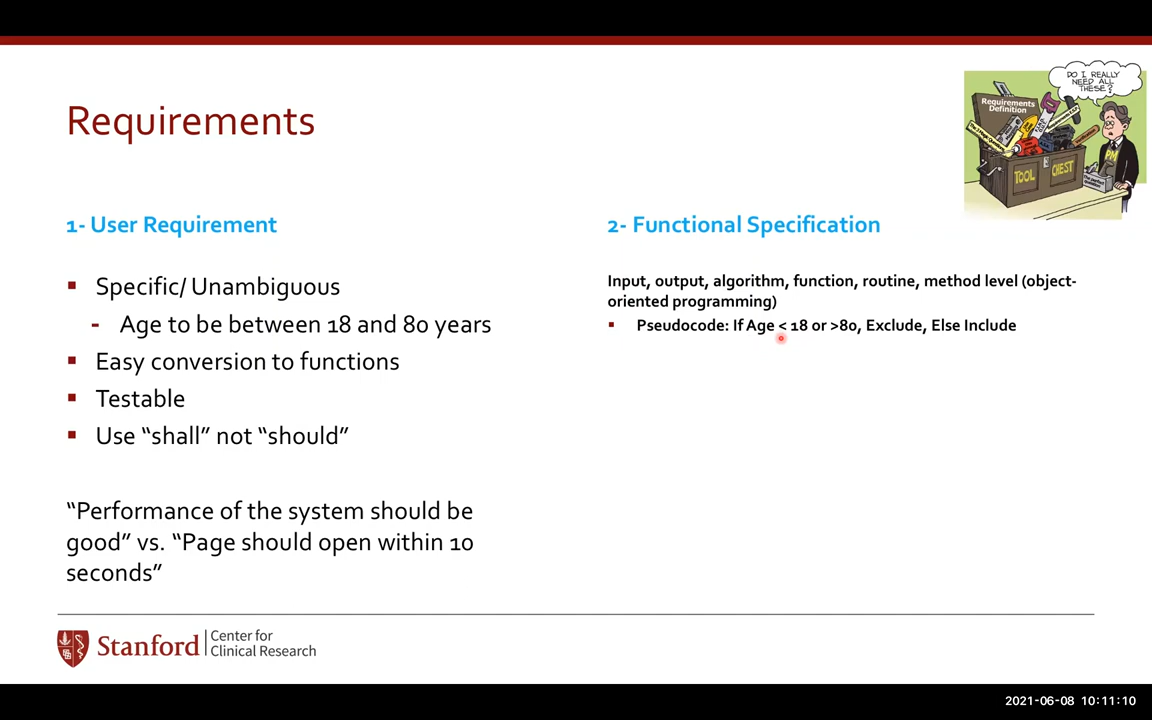 Requirements
DO I REALLY
NEED ALL
THESE?
Requirements
Definition
TOOL
CHEST
PM
1- User Requirement
▪ Specific/ Unambiguous
- Age to be between 18 and 80 years
▪ Easy conversion to functions
▪ Testable
▪ Use “shall” not “should”
“Performance of the system should be
good” vs. “Page should open within 10
seconds”
2- Functional Specification
Input, output, algorithm, function, routine, method level (object-
oriented programming)
▪ Pseudocode: If Age < 18 or >80, Exclude, Else Include
Stanford
Center for
Clinical Research
2021-06-08 10:11:10